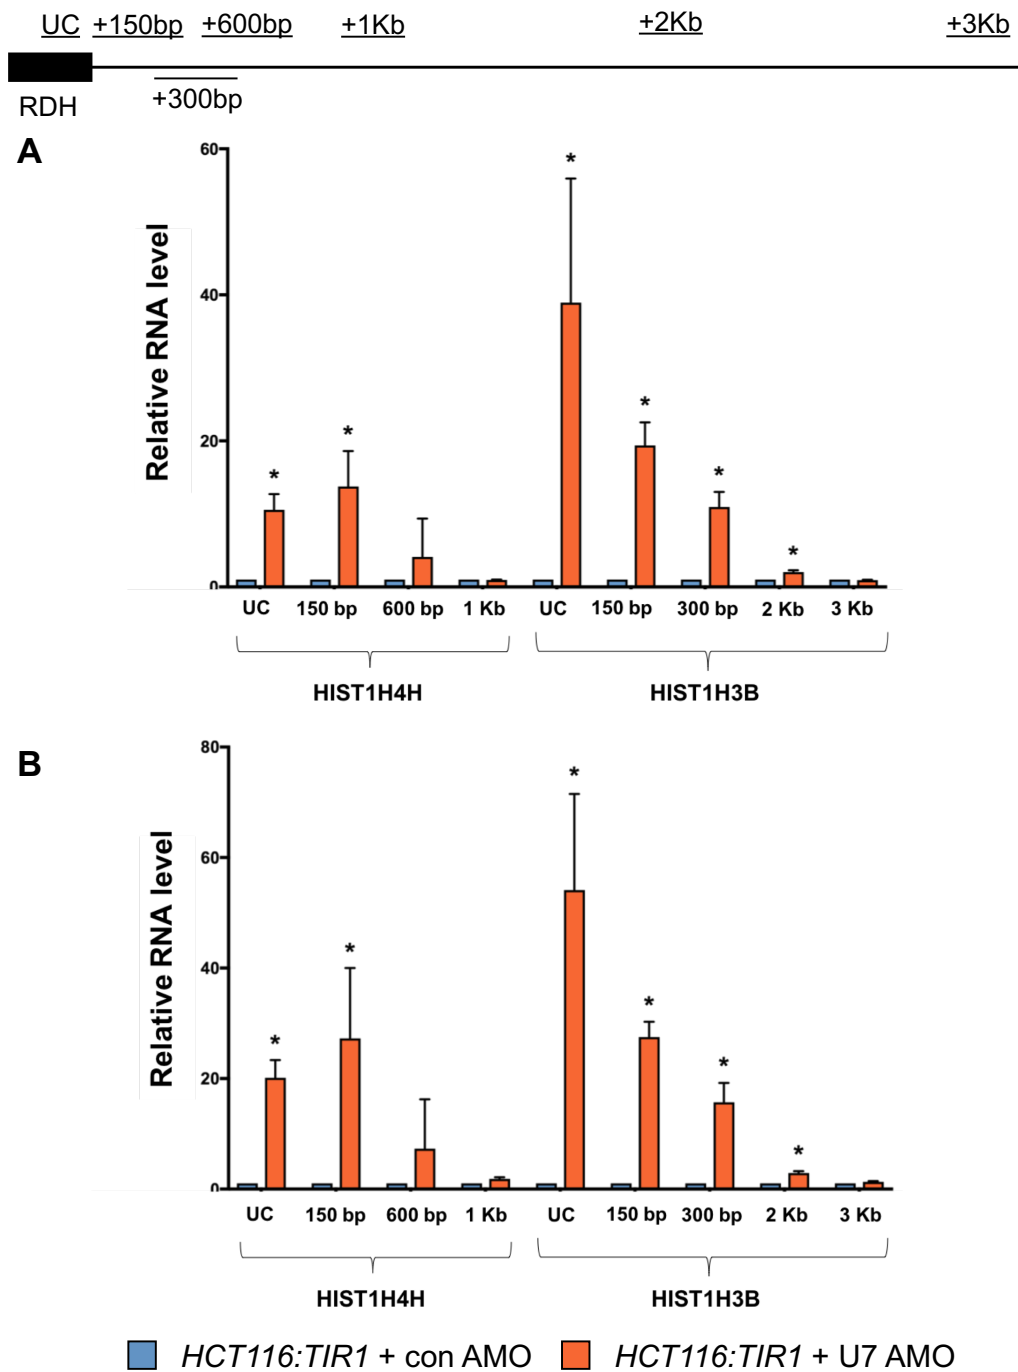 UC +150bp +600bp +1Kb +2Kb +3Kb
RDH +300bp
A
Relative RNA level
60
40
20
0
* * * * * *
UC 150 bp 600 bp 1 Kb UC 150 bp 300 bp 2 Kb 3 Kb
HIST1H4H HIST1H3B
B
Relative RNA level
80
60
40
20
0
* * * * * *
UC 150 bp 600 bp 1 Kb UC 150 bp 300 bp 2 Kb 3 Kb
HIST1H4H HIST1H3B
HCT116:TIR1 + con AMO HCT116:TIR1 + U7 AMO